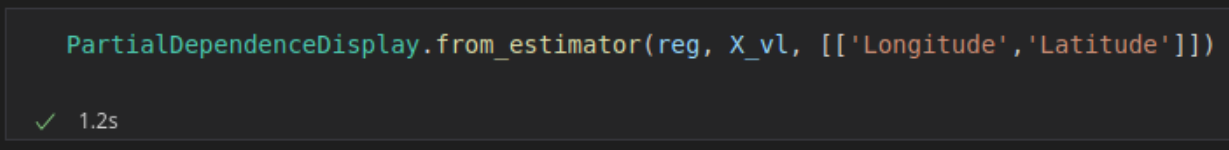 PartialDependenceDisplay.from_estimator(reg, X_vl, [['Longitude','Latitude']])
✓ 1.2s